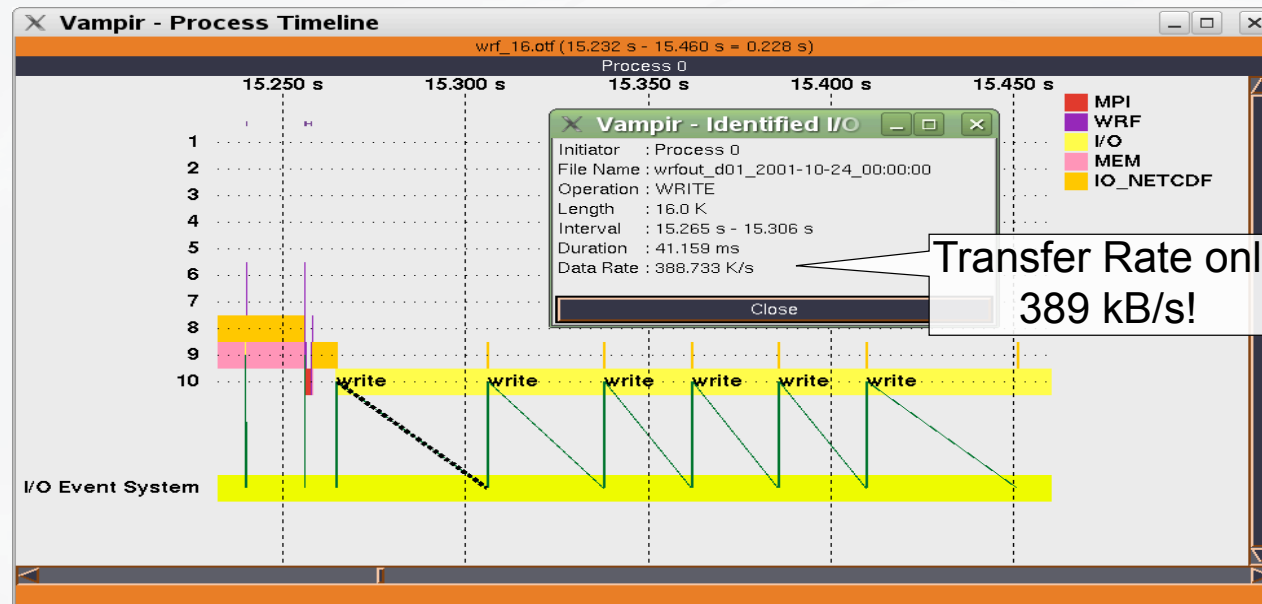 Vampir - Process Timeline
wrf_16.otf (15.232 s - 15.460 s = 0.228 s)
Process 0
15.250 s 15.300 s 15.350 s 15.400 s 15.450 s
MPI
WRF
I/O
MEM
IO_NETCDF
Vampir - Identified I/O
Initiator : Process 0
File Name : wrfout_d01_2001-10-24_00:00:00
Operation : WRITE
Length : 16.0 K
Interval : 15.265 s - 15.306 s
Duration : 41.159 ms
Data Rate : 388.733 K/s
Close
Transfer Rate onl
389 kB/s!
1
2
3
4
5
6
7
8
9
10
write write write write write write
I/O Event System